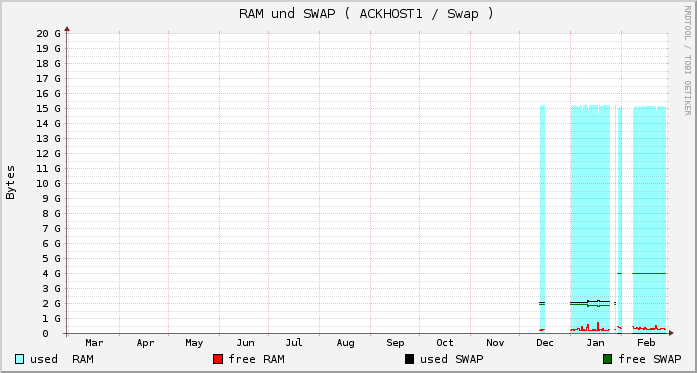 RAM und SWAP ( ACKHOST1 / Swap )
RRDTOOL / TOBI OETIKER
Bytes
20 G
19 G
18 G
17 G
16 G
15 G
14 G
13 G
12 G
11 G
10 G
9 G
8 G
7 G
6 G
5 G
4 G
3 G
2 G
1 G
0
Mar Apr May Jun Jul Aug Sep Oct Nov Dec Jan Feb
used RAM free RAM used SWAP free SWAP